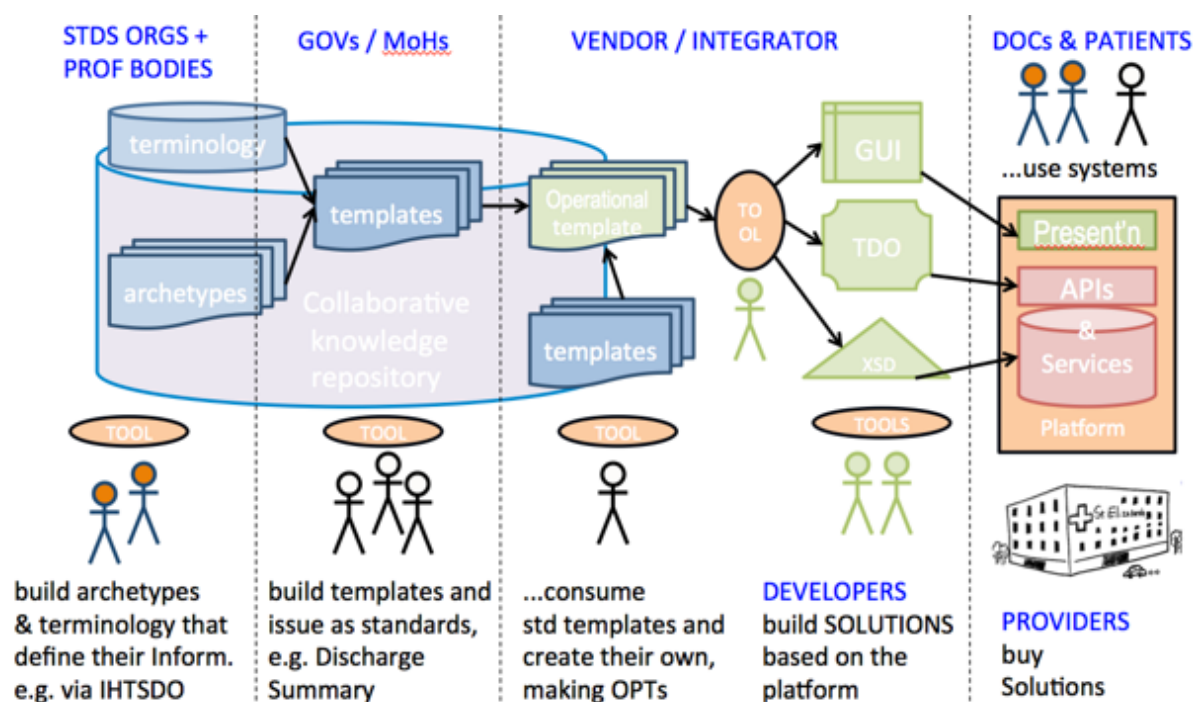 STDS ORGS +
PROF BODIES
GOVs / MoHs
VENDOR / INTEGRATOR
DOCs & PATIENTS
...use systems
terminology
archetypes
templates
Collaborative
knowledge
repository
Operational
template
templates
TO
OL
GUI
TDO
XSD
Present'n
APIs
&
Services
Platform
TOOL
TOOL
TOOL
TOOLS
St Elizabeth
build archetypes
& terminology that
define their Inform.
e.g. via IHTSDO
build templates and
issue as standards,
e.g. Discharge
Summary
...consume
std templates and
create their own,
making OPTs
DEVELOPERS
build SOLUTIONS
based on the
platform
PROVIDERS
buy
Solutions